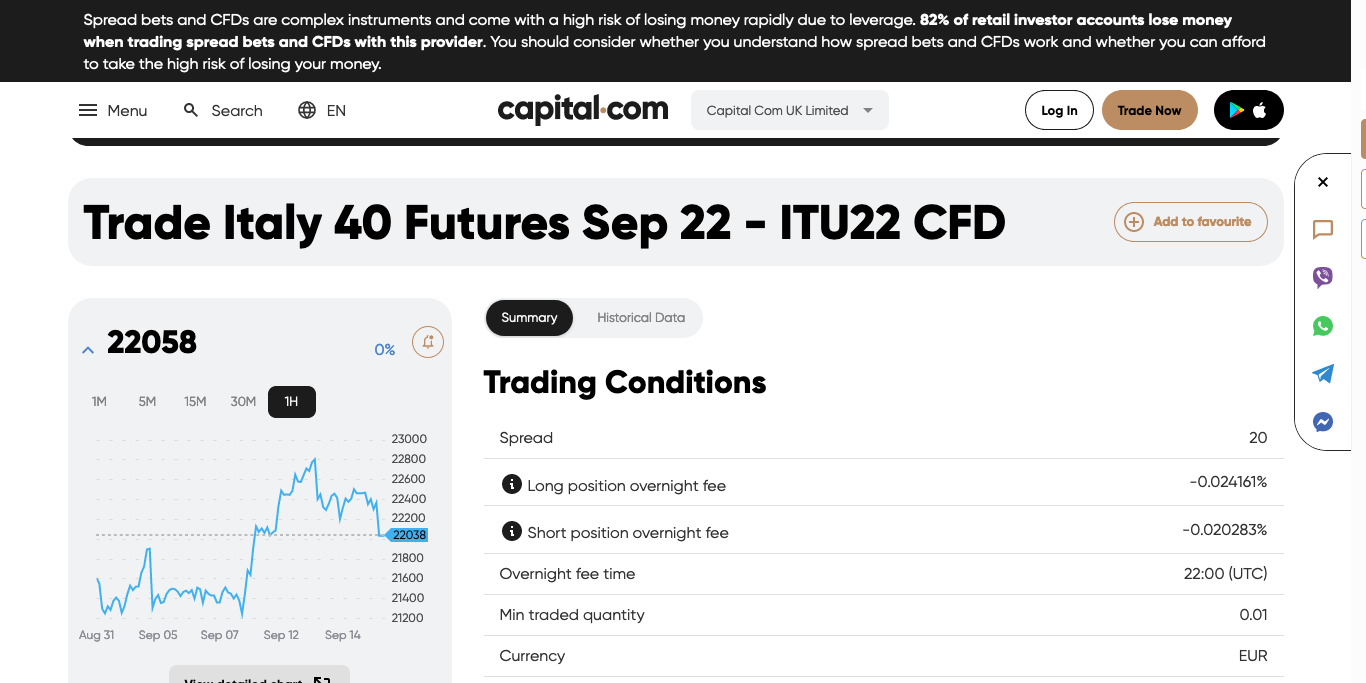 Spread bets and CFDs are complex instruments and come with a high risk of losing money rapidly due to leverage. 82% of retail investor accounts lose money
when trading spread bets and CFDs with this provider. You should consider whether you understand how spread bets and CFDs work and whether you can afford
to take the high risk of losing your money.
Menu
Search
EN
capital.com
Capital Com UK Limited
Log In
Trade Now
Trade Italy 40 Futures Sep 22 - ITU22 CFD
Add to favourite
22058
0%
1M 5M 15M 30M 1H
23000
22800
22600
22400
22200
22038
21800
21600
21400
21200
Aug 31 Sep 05 Sep 07 Sep 12 Sep 14
View detailed chart
Summary
Historical Data
Trading Conditions
Spread 20
Long position overnight fee -0.024161%
Short position overnight fee -0.020283%
Overnight fee time 22:00 (UTC)
Min traded quantity 0.01
Currency EUR